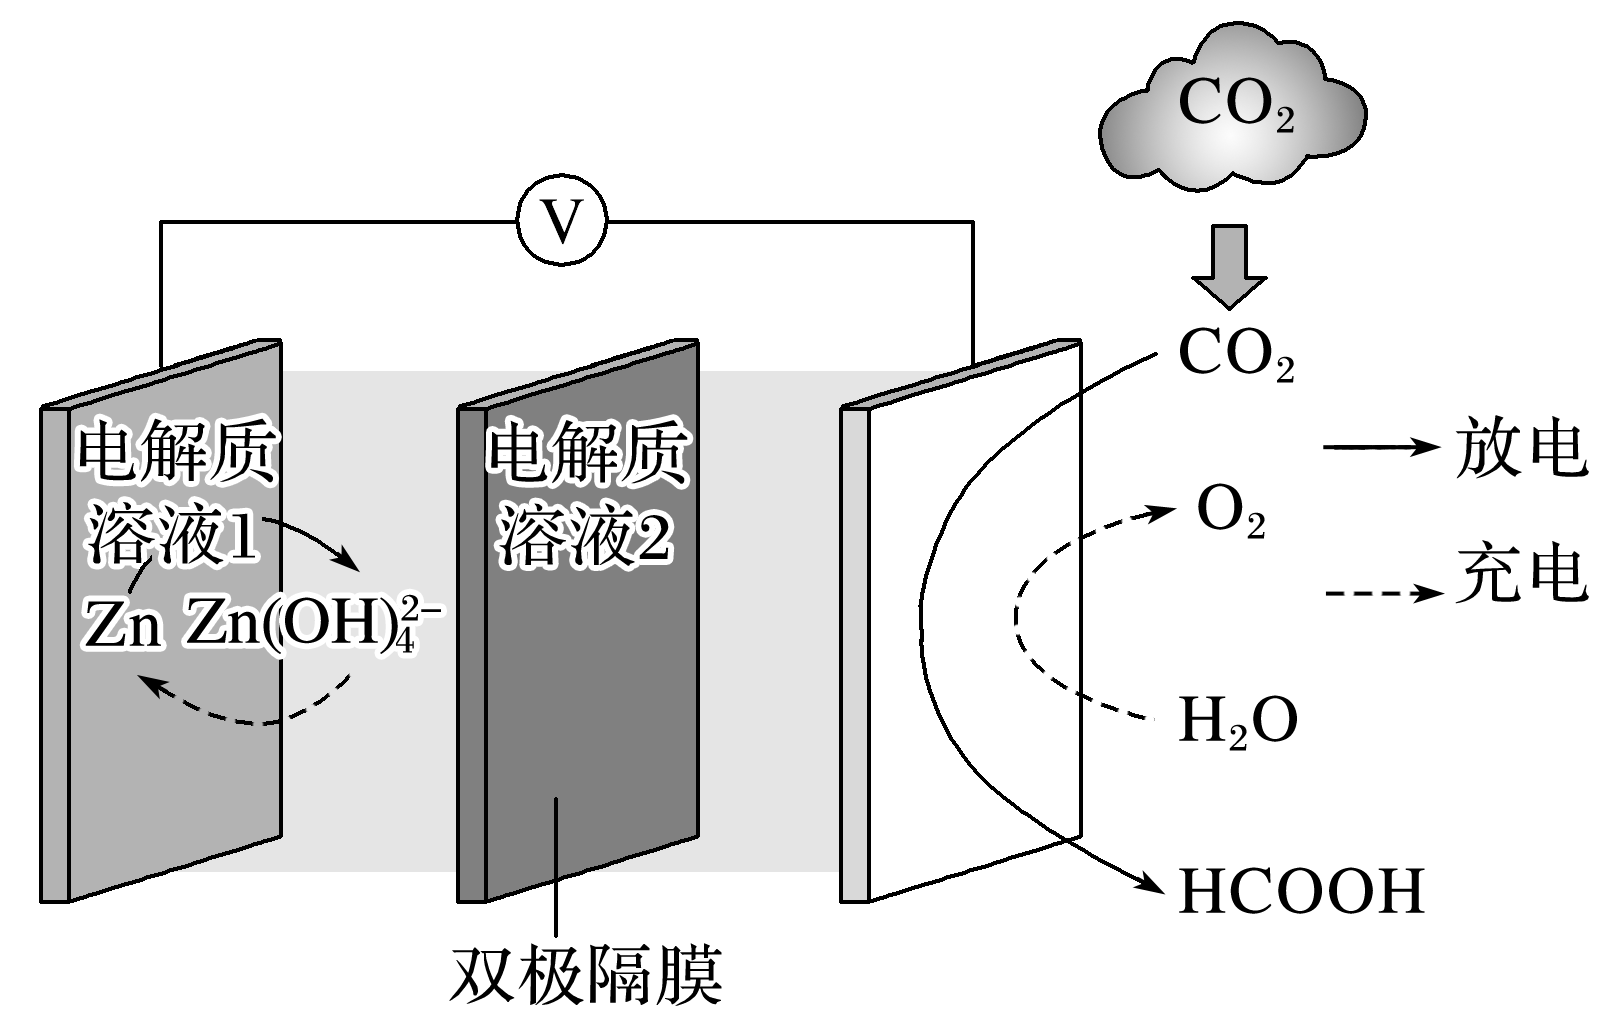 CO₂
V
CO₂
电解质
溶液1
电解质
溶液2
放电
O₂
充电
Zn Zn(OH)₄²⁻
H₂O
HCOOH
双极隔膜